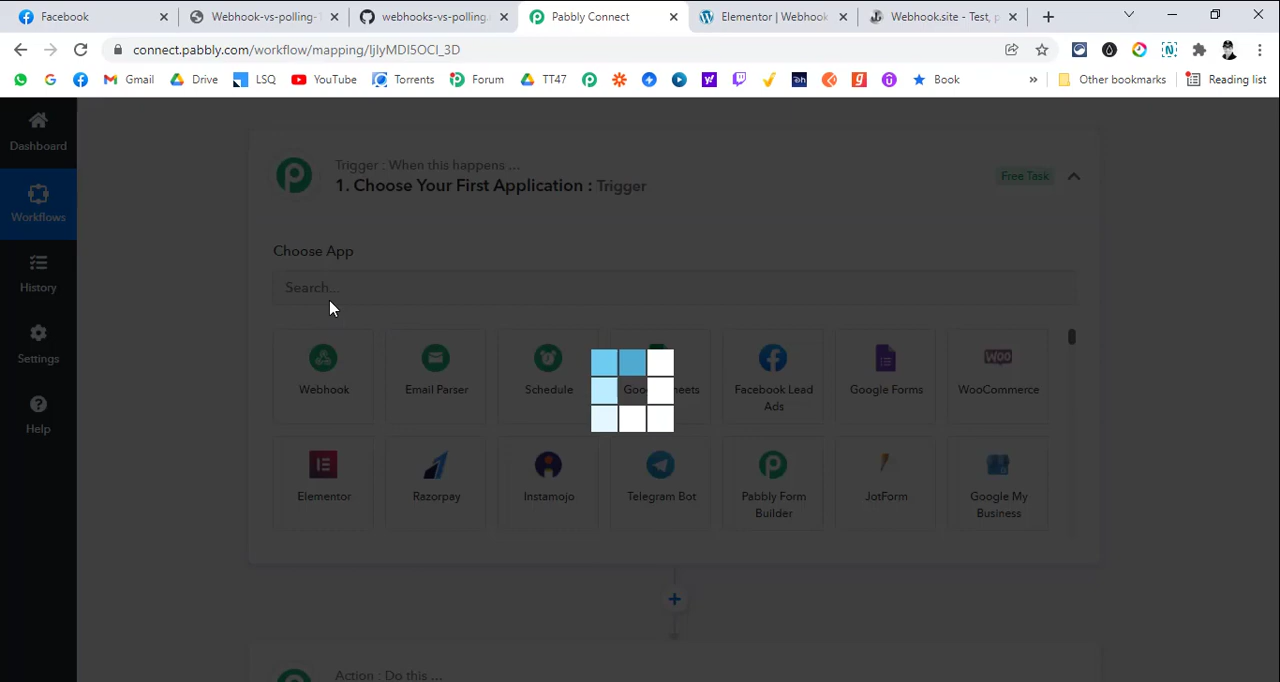 Facebook
Webhook-vs-polling-
webhooks-vs-polling.
Pabbly Connect
Elementor | Webhook
Webhook.site - Test, p
connect.pabbly.com/workflow/mapping/IjIyMDI5OCI_3D
Gmail
Drive
LSQ
YouTube
Torrents
Forum
TT47
Book
»
Other bookmarks
Reading list
Dashboard
Workflows
History
Settings
Help
Trigger : When this happens ...
1. Choose Your First Application : Trigger
Free Task
Choose App
Search...
Webhook
Email Parser
Schedule
Facebook Lead
Ads
Google Forms
WooCommerce
Elementor
Razorpay
Instamojo
Telegram Bot
Pabbly Form
Builder
JotForm
Google My
Business
Action : Do this ...